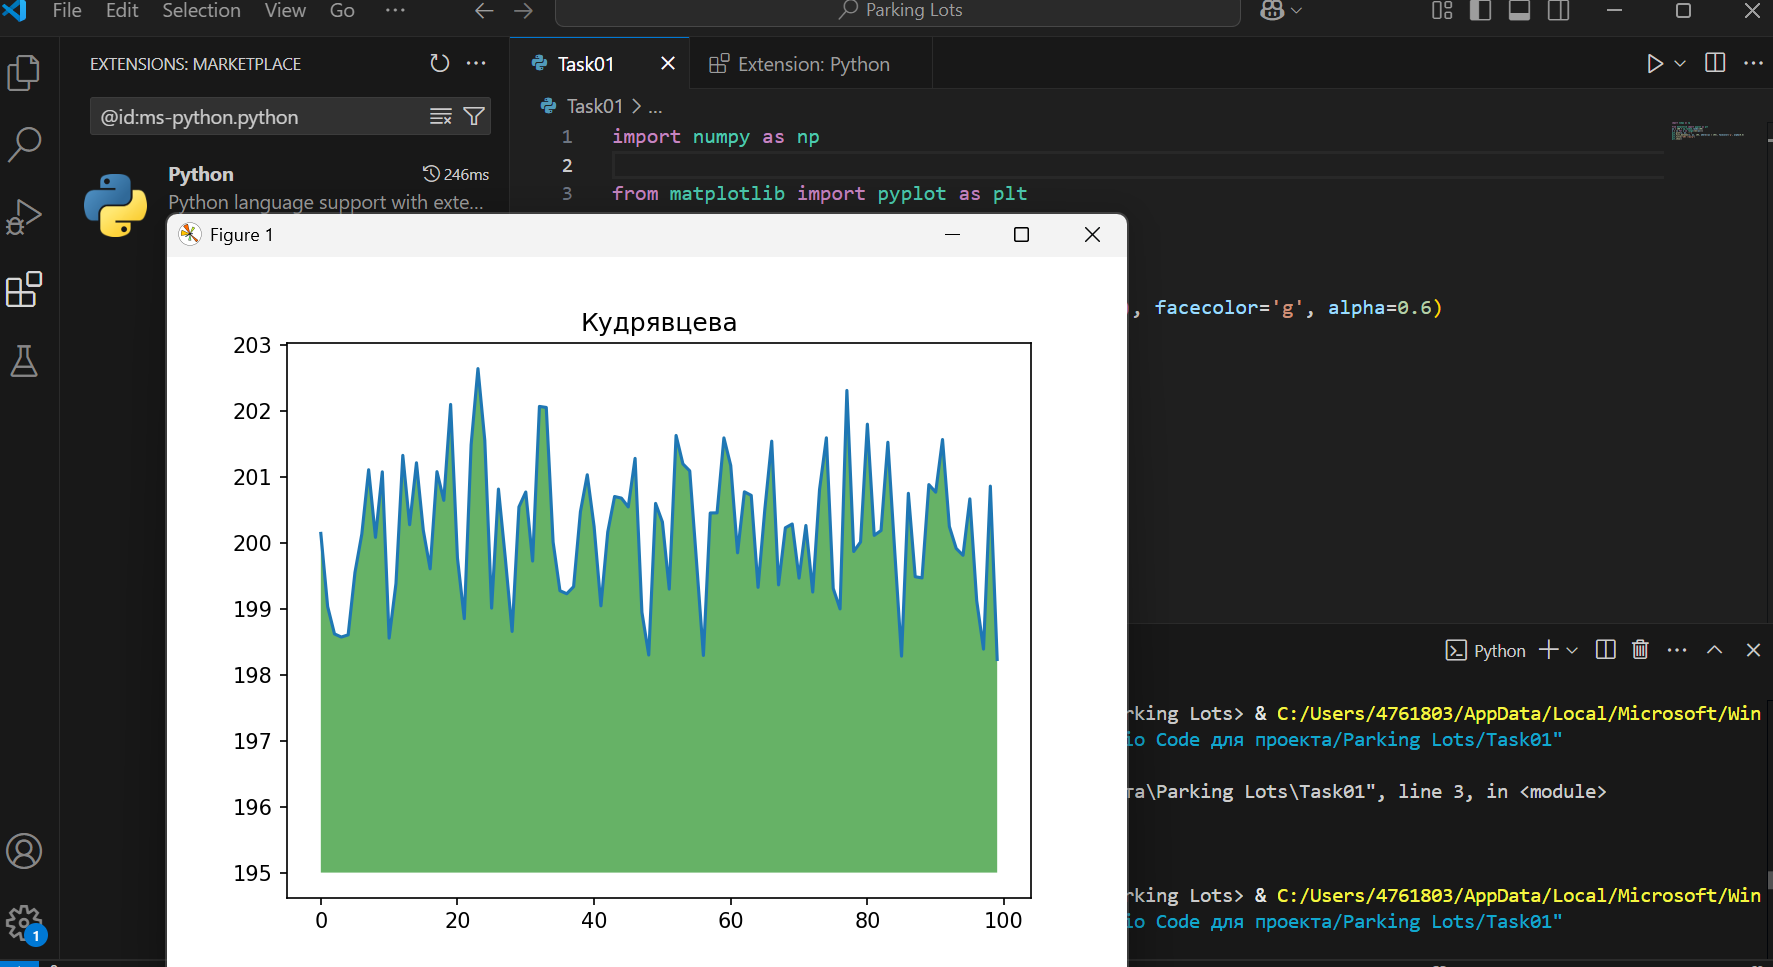 File Edit Selection View Go ··· Parking Lots
EXTENSIONS: MARKETPLACE
@id:ms-python.python
Python 246ms
Python language support with exte...
Task01 Extension: Python
Task01 > ...
1 import numpy as np
2
3 from matplotlib import pyplot as plt
, facecolor='g', alpha=0.6)
Figure 1
Кудрявцева
203
202
201
200
199
198
197
196
195
0 20 40 60 80 100
Python
rking Lots> & C:/Users/4761803/AppData/Local/Microsoft/Win
io Code для проекта/Parking Lots/Task01"
та\Parking Lots\Task01", line 3, in <module>
rking Lots> & C:/Users/4761803/AppData/Local/Microsoft/Win
io Code для проекта/Parking Lots/Task01"
1